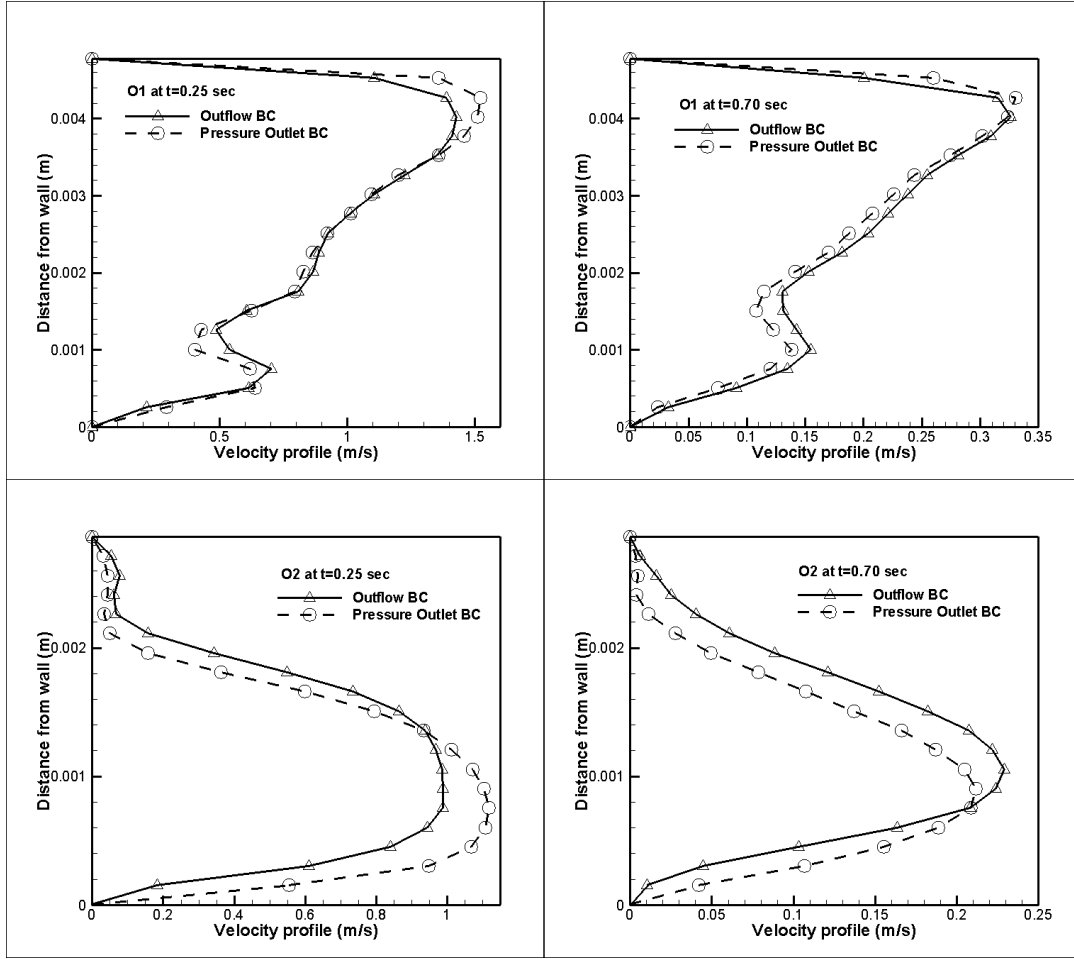 O1 at t=0.25 sec
Outflow BC
Pressure Outlet BC
Distance from wall (m)
0.004
0.003
0.002
0.001
0
0
0.5
1
1.5
Velocity profile (m/s)
O1 at t=0.70 sec
Outflow BC
Pressure Outlet BC
Distance from wall (m)
0.004
0.003
0.002
0.001
0
0
0.05
0.1
0.15
0.2
0.25
0.3
0.35
Velocity profile (m/s)
O2 at t=0.25 sec
Outflow BC
Pressure Outlet BC
Distance from wall (m)
0.002
0.001
0
0
0.2
0.4
0.6
0.8
1
Velocity profile (m/s)
O2 at t=0.70 sec
Outflow BC
Pressure Outlet BC
Distance from wall (m)
0.002
0.001
0
0
0.05
0.1
0.15
0.2
0.25
Velocity profile (m/s)